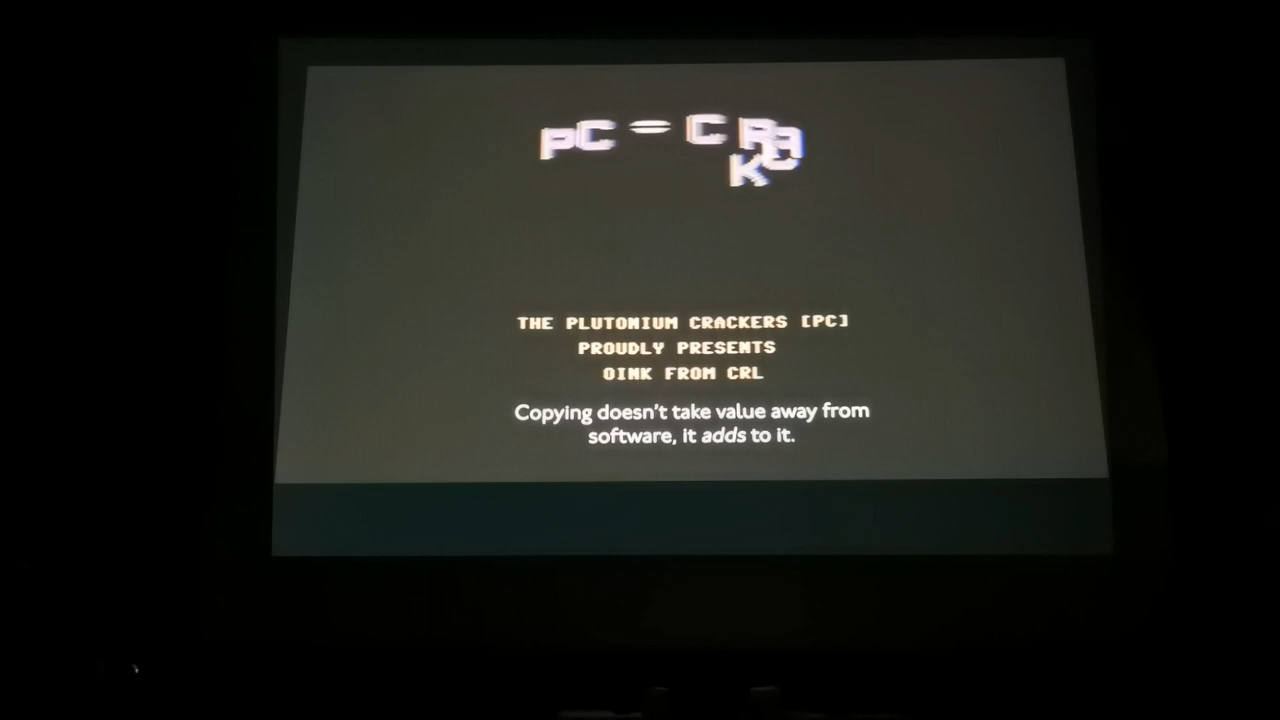 PC = CRACK
THE PLUTONIUM CRACKERS [PC]
PROUDLY PRESENTS
OINK FROM CRL
Copying doesn't take value away from
software, it adds to it.